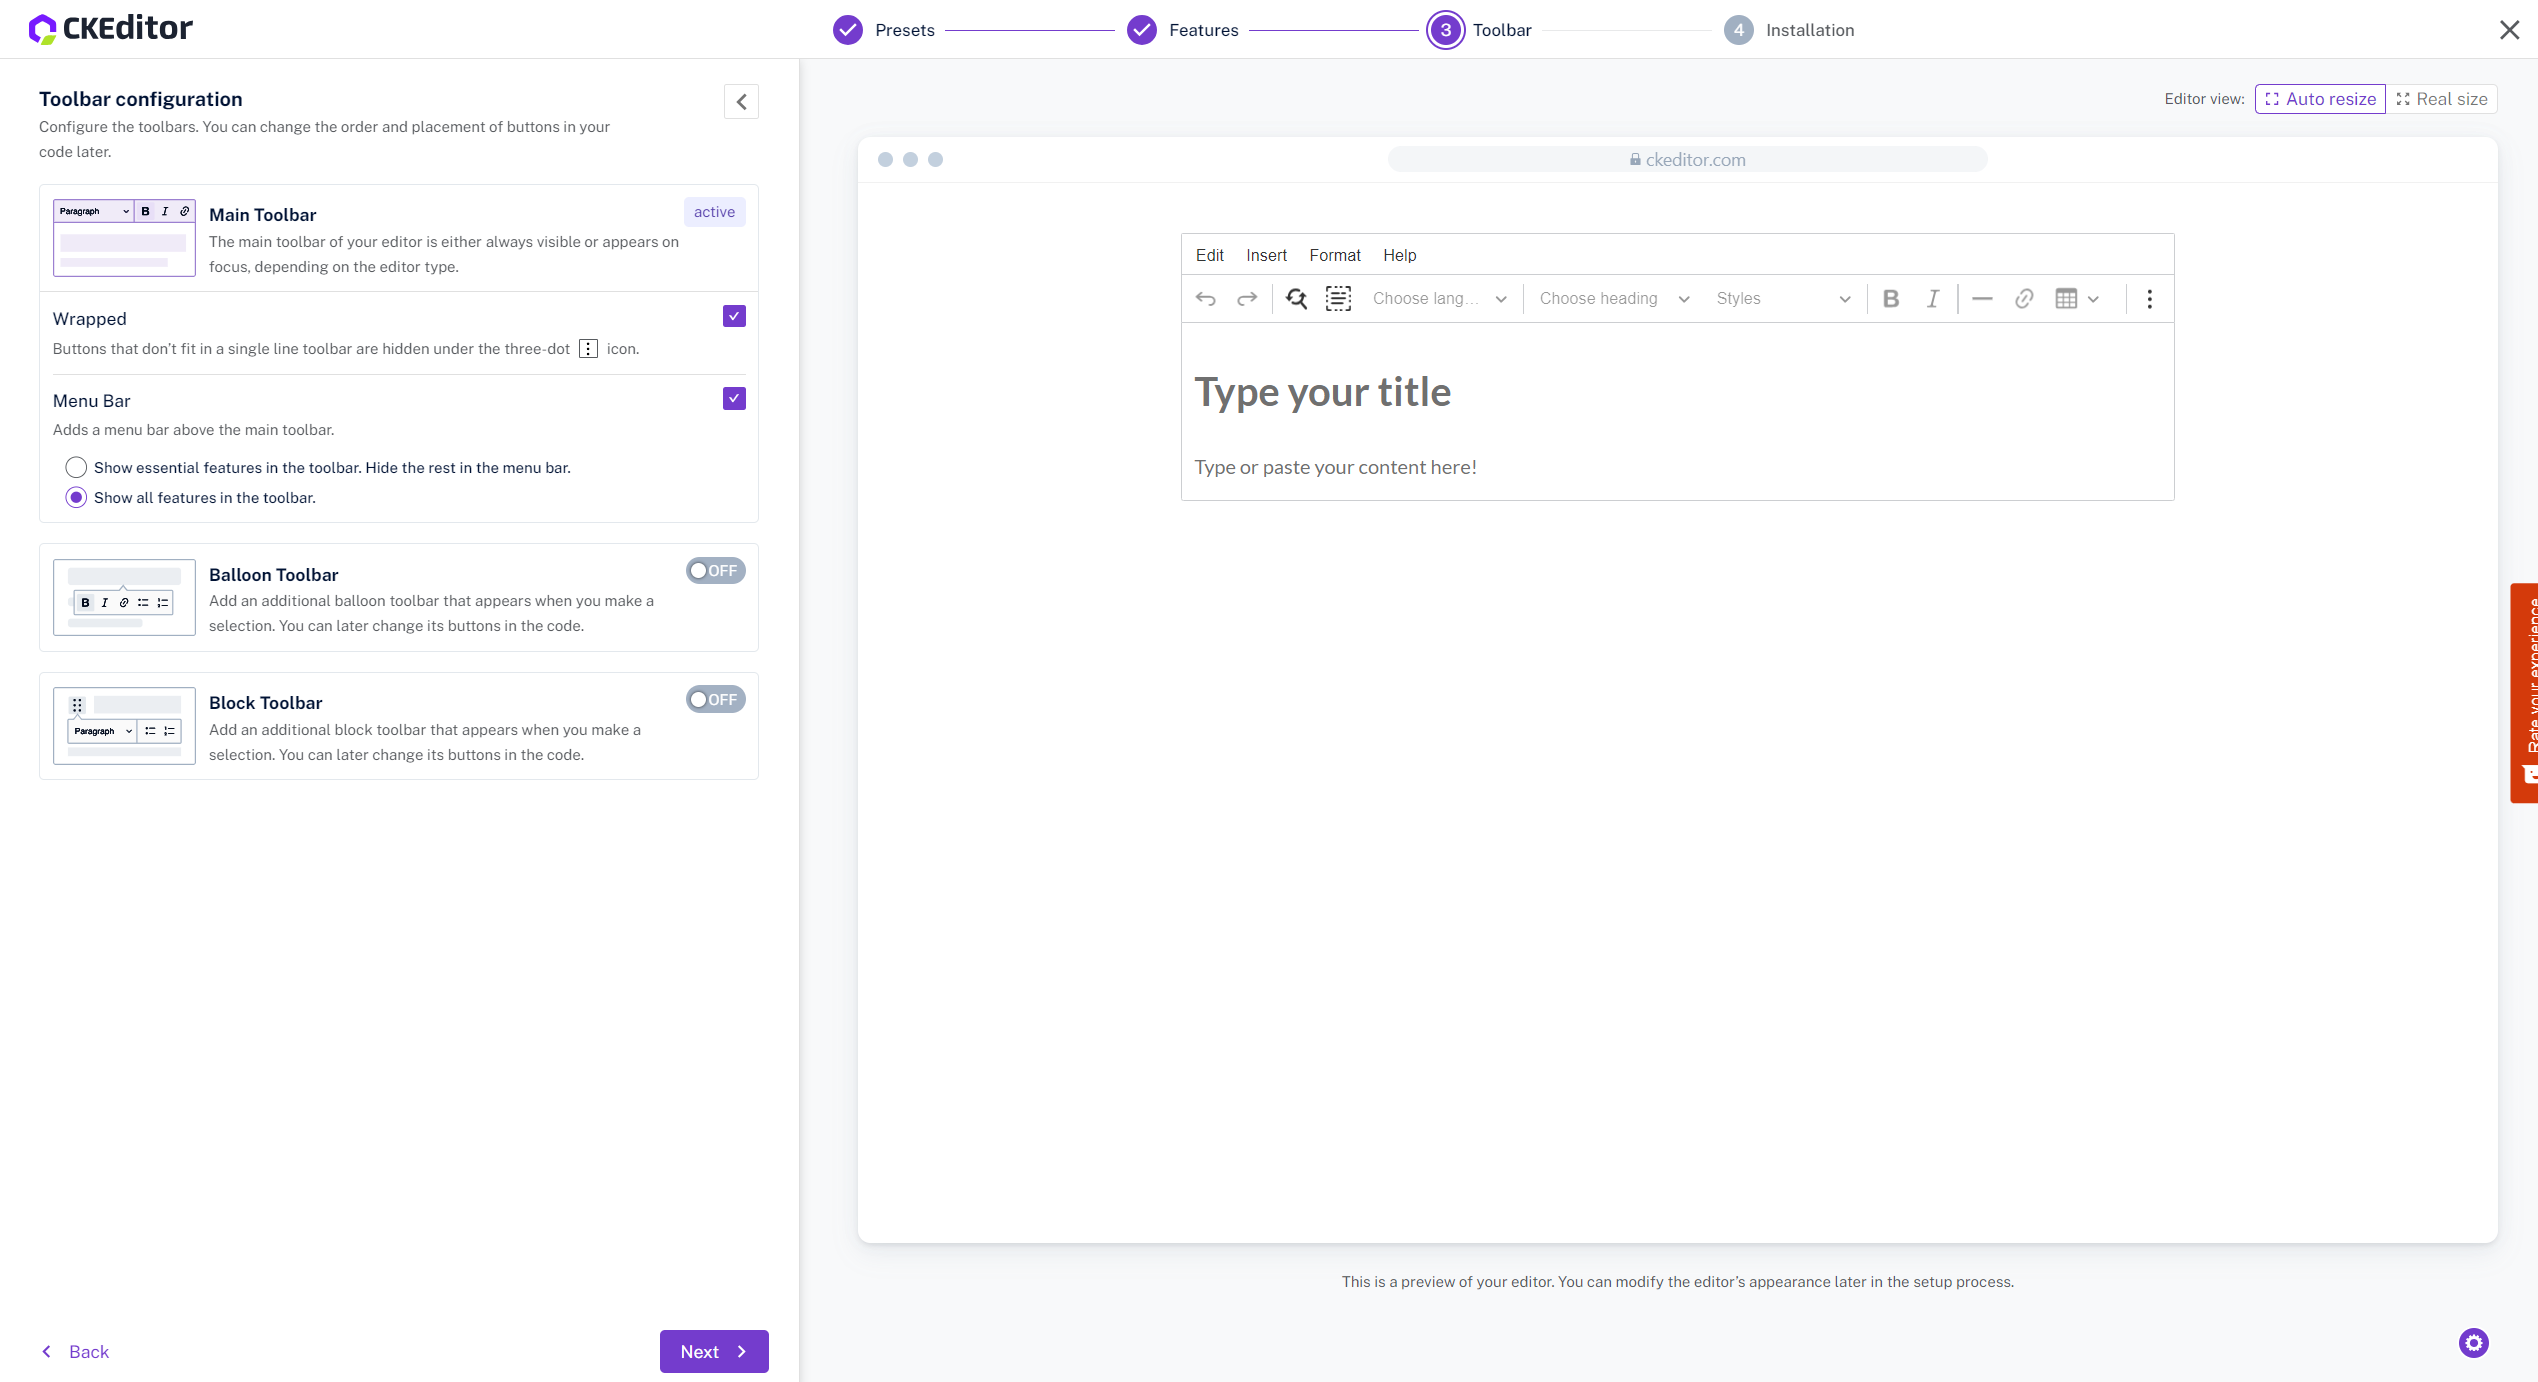 CKEditor
Presets
Features
3 Toolbar
4 Installation
Toolbar configuration
Configure the toolbars. You can change the order and placement of buttons in your
code later.
Editor view: Auto resize Real size
ckeditor.com
Paragraph B I
Main Toolbar
active
The main toolbar of your editor is either always visible or appears on
focus, depending on the editor type.
Wrapped
Buttons that don't fit in a single line toolbar are hidden under the three-dot icon.
Menu Bar
Adds a menu bar above the main toolbar.
Show essential features in the toolbar. Hide the rest in the menu bar.
Show all features in the toolbar.
B I
Balloon Toolbar
OFF
Add an additional balloon toolbar that appears when you make a
selection. You can later change its buttons in the code.
Paragraph
Block Toolbar
OFF
Add an additional block toolbar that appears when you make a
selection. You can later change its buttons in the code.
Back
Next
Edit Insert Format Help
Choose lang... Choose heading Styles B I
Type your title
Type or paste your content here!
Rate your experience
This is a preview of your editor. You can modify the editor's appearance later in the setup process.